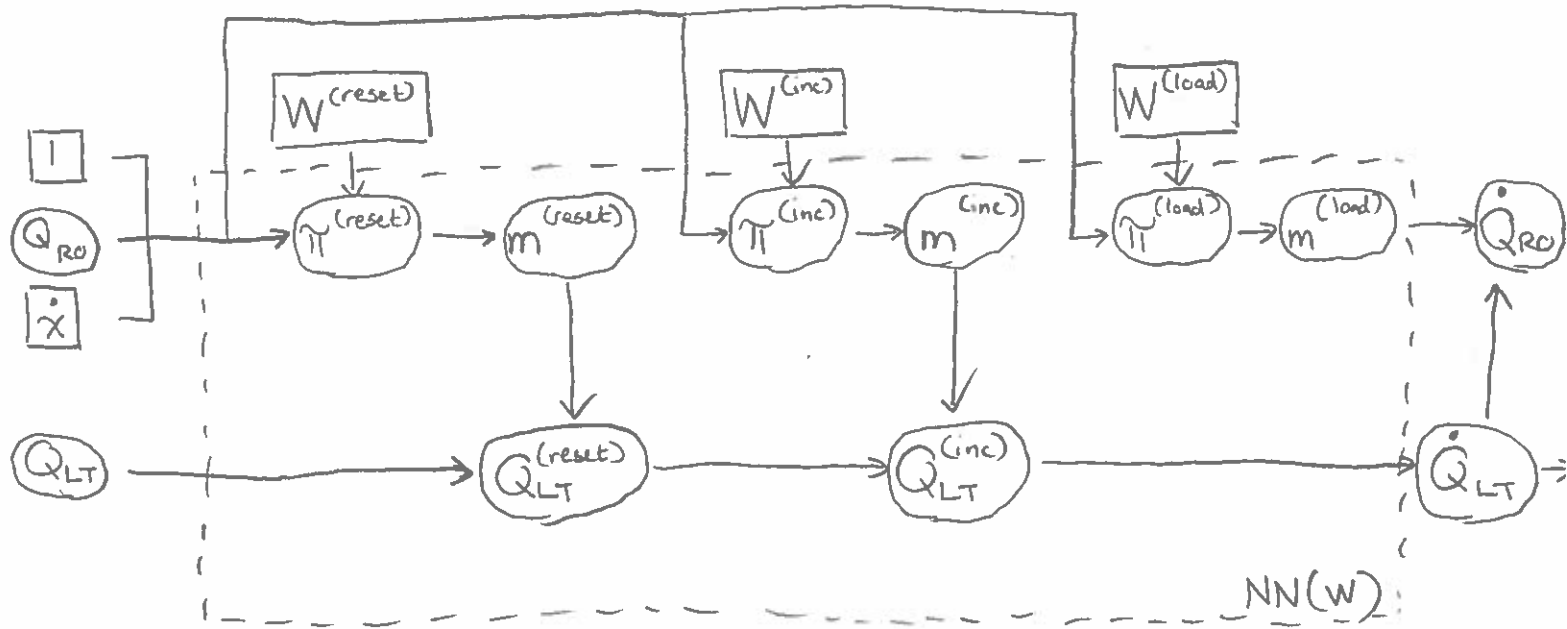 W^(reset) W^(inc) W^(load)
1
Q_RO π^(reset) m^(reset) π^(inc) m^(inc) π^(load) m^(load) Q̇_RO
ẋ
Q_LT Q_LT^(reset) Q_LT^(inc) Q̇_LT
NN(W)